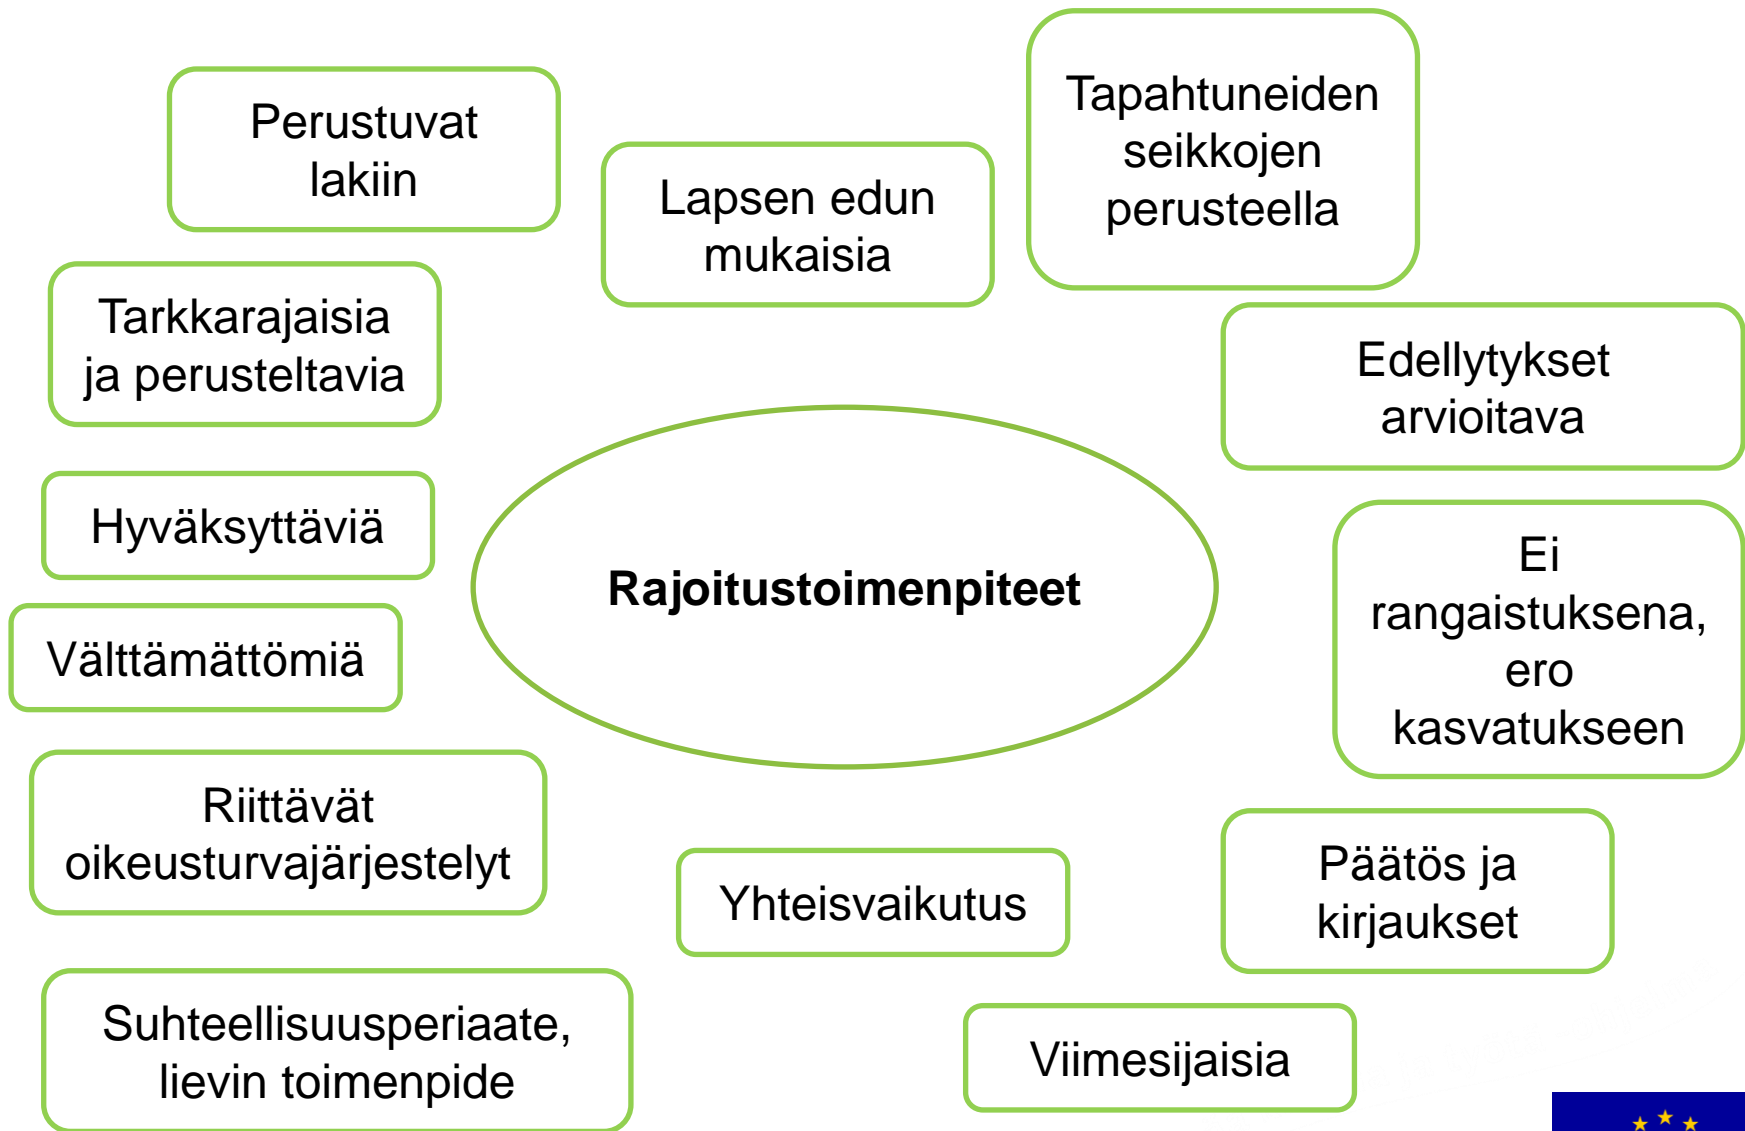 Perustuvat
lakiin
Lapsen edun
mukaisia
Tapahtuneiden
seikkojen
perusteella
Tarkkarajaisia
ja perusteltavia
Edellytykset
arvioitava
Hyväksyttäviä
Rajoitustoimenpiteet
Ei
rangaistuksena,
ero
kasvatukseen
Välttämättömiä
Riittävät
oikeusturvajärjestelyt
Yhteisvaikutus
Päätös ja
kirjaukset
Suhteellisuusperiaate,
lievin toimenpide
Viimesijaisia